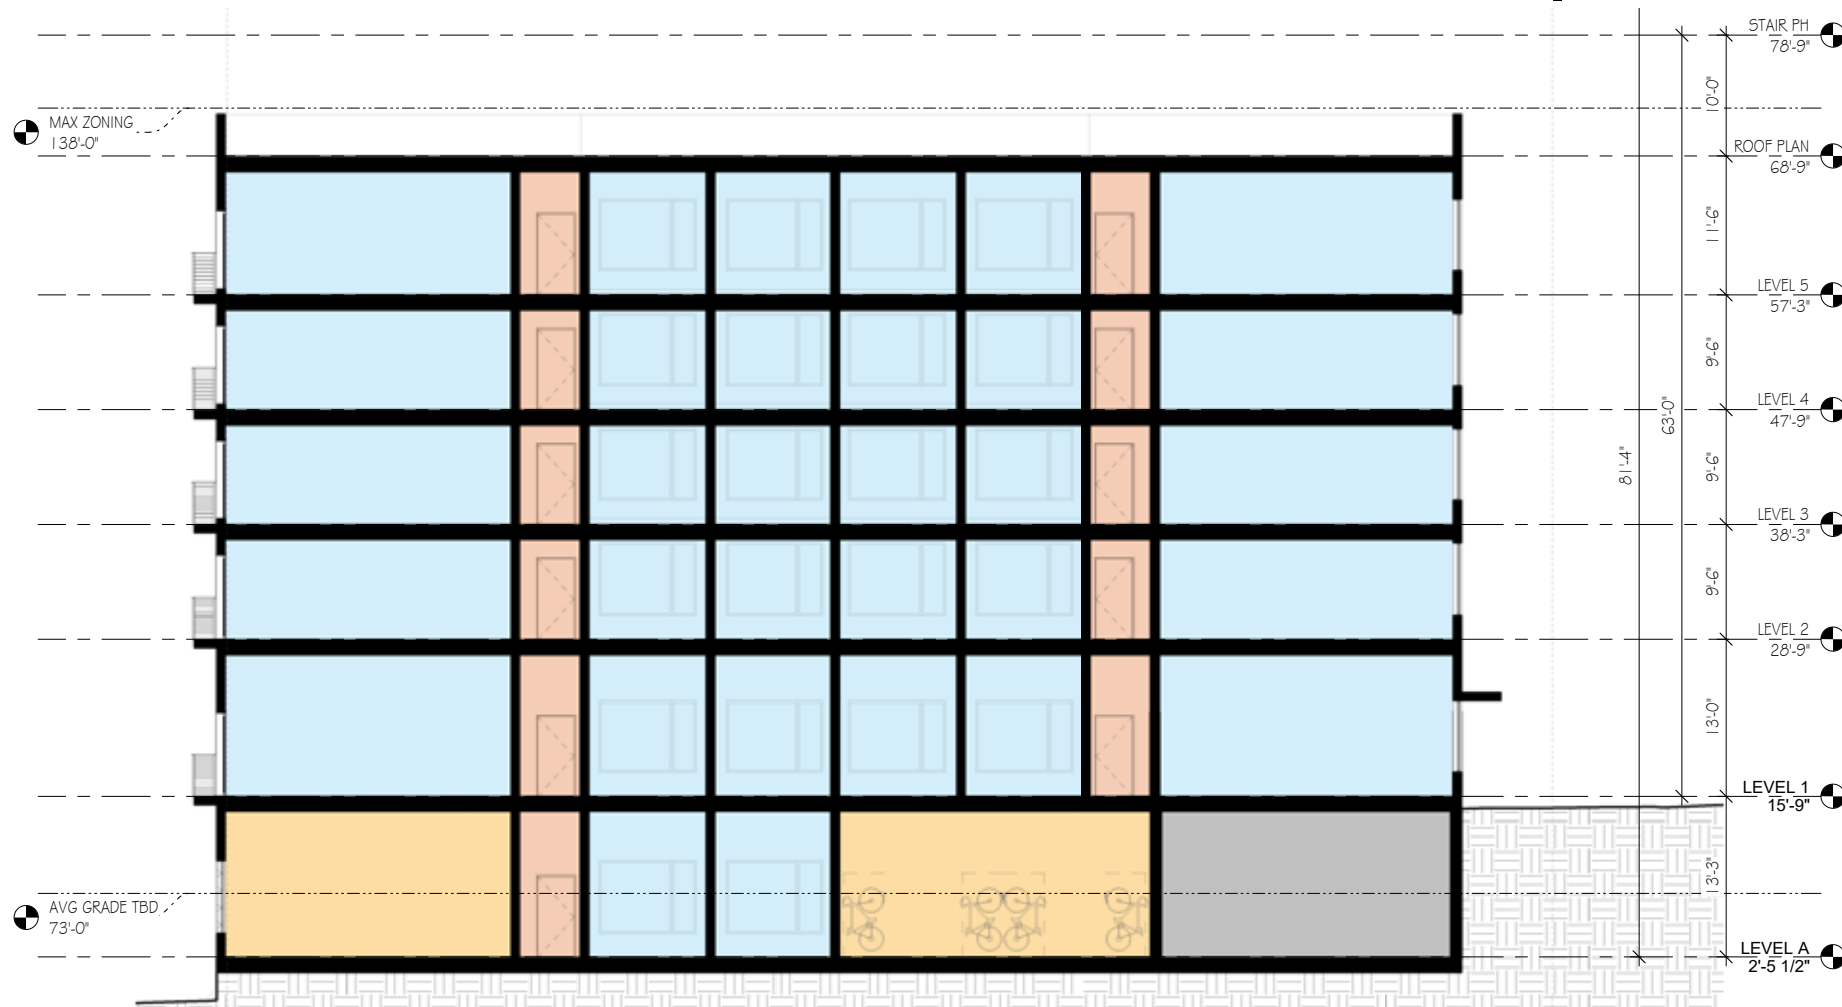 STAIR PH
78'-9"
10'-0"
MAX ZONING
138'-0"
ROOF PLAN
68'-9"
11'-6"
LEVEL 5
57'-3"
9'-6"
LEVEL 4
47'-9"
63'-0"
81'-4"
9'-6"
LEVEL 3
38'-3"
9'-6"
LEVEL 2
28'-9"
13'-0"
LEVEL 1
15'-9"
13'-3"
AVG GRADE TBD
73'-0"
LEVEL A
2'-5 1/2"